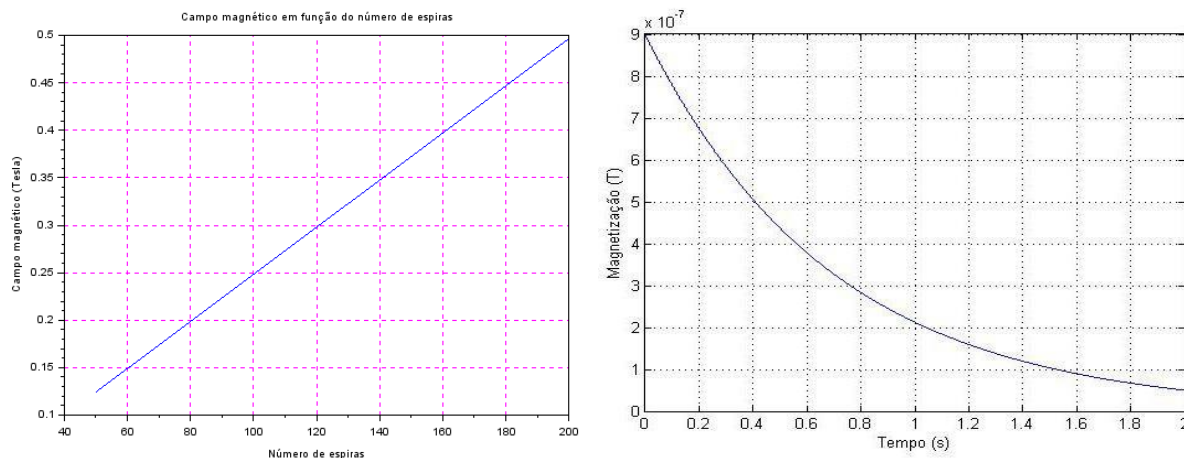 Campo magnético em função do número de espiras
Campo magnético (Tesla)
0.5
0.45
0.4
0.35
0.3
0.25
0.2
0.15
0.1
40 60 80 100 120 140 160 180 200
Número de espiras
x 10⁻⁷
Magnetização (T)
9
8
7
6
5
4
3
2
1
0
0 0.2 0.4 0.6 0.8 1 1.2 1.4 1.6 1.8 2
Tempo (s)